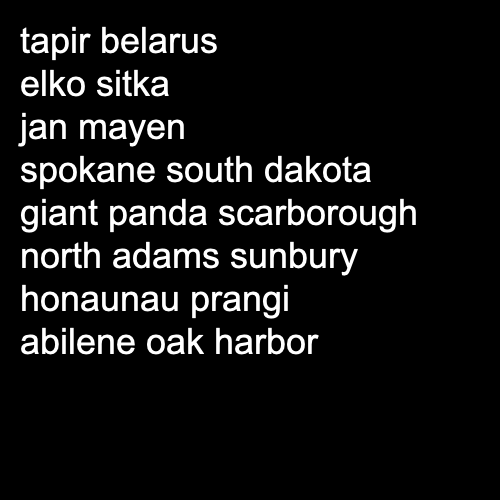 tapir belarus
elko sitka
jan mayen
spokane south dakota
giant panda scarborough
north adams sunbury
honaunau prangi
abilene oak harbor